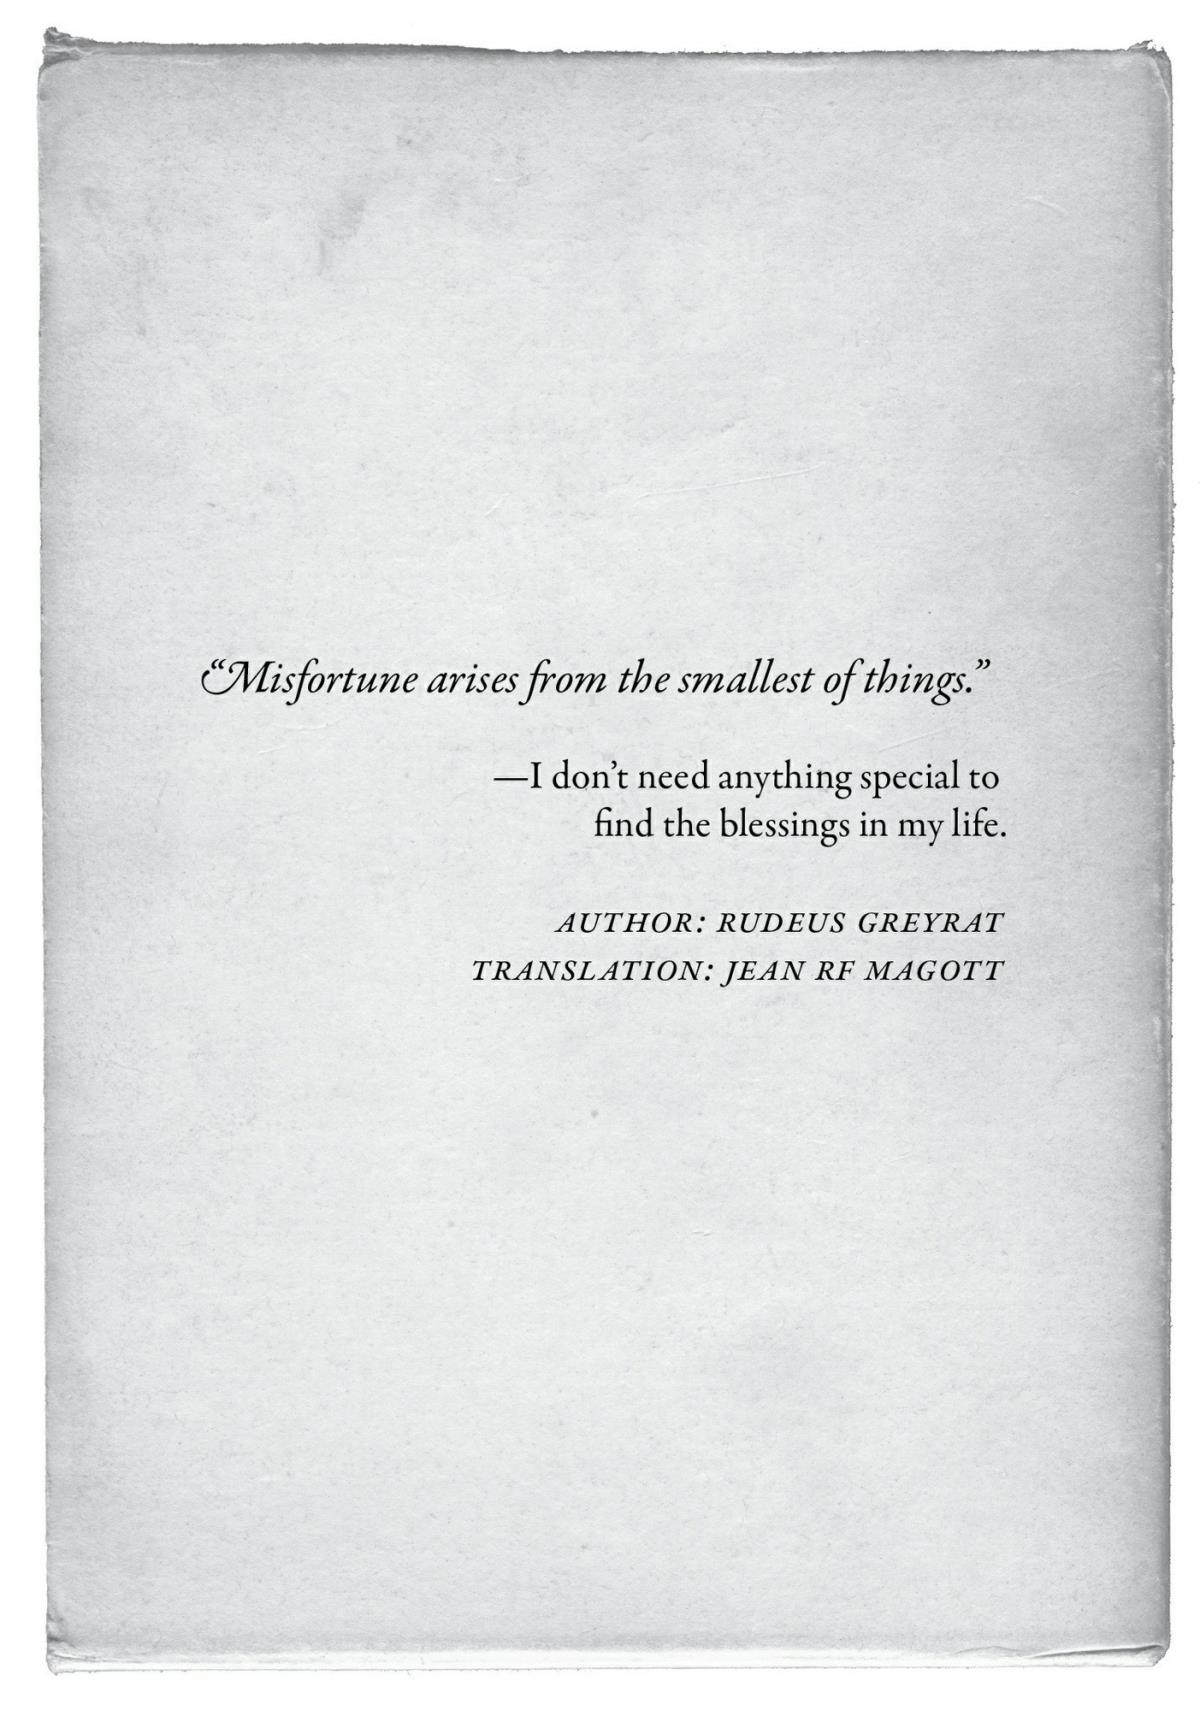 “Misfortune arises from the smallest of things.”
—I don’t need anything special to
find the blessings in my life.
AUTHOR: RUDEUS GREYRAT
TRANSLATION: JEAN RF MAGOTT